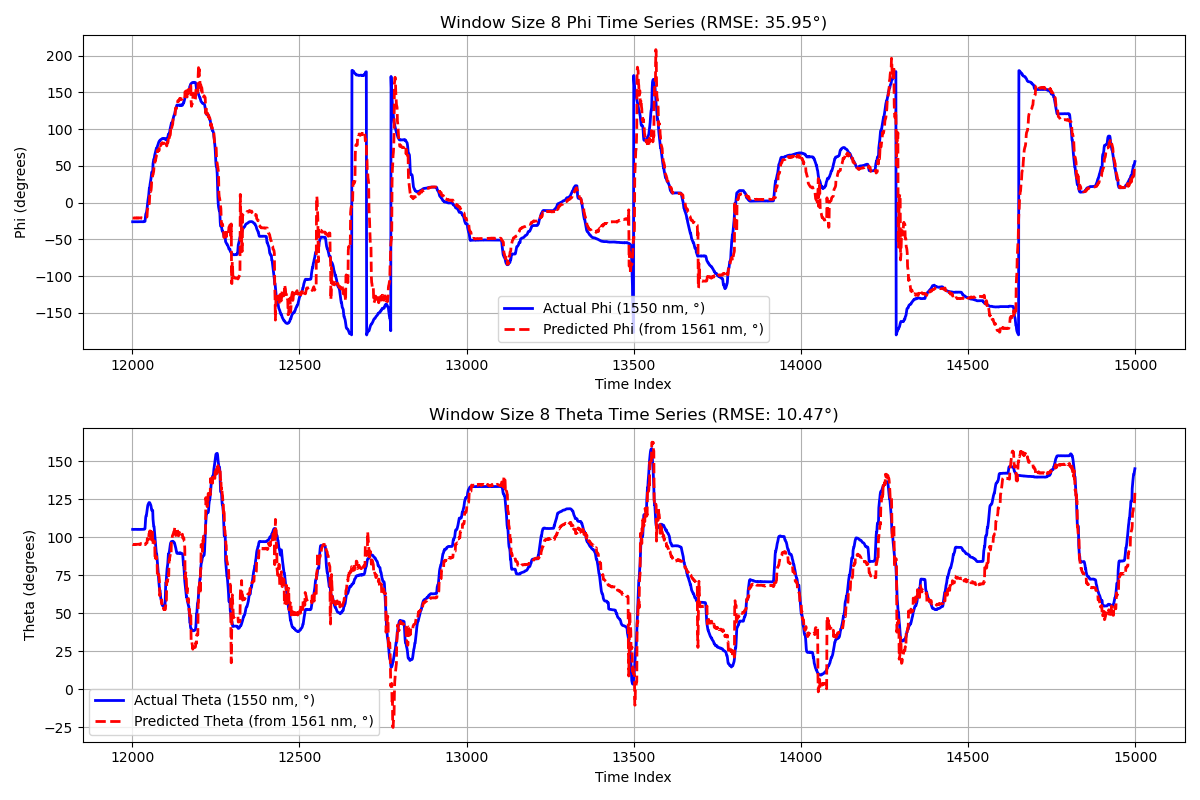 Window Size 8 Phi Time Series (RMSE: 35.95°)
200
150
100
50
0
−50
−100
−150
Phi (degrees)
Actual Phi (1550 nm, °)
Predicted Phi (from 1561 nm, °)
12000 12500 13000 13500 14000 14500 15000
Time Index
Window Size 8 Theta Time Series (RMSE: 10.47°)
150
125
100
75
50
25
0
−25
Theta (degrees)
Actual Theta (1550 nm, °)
Predicted Theta (from 1561 nm, °)
12000 12500 13000 13500 14000 14500 15000
Time Index